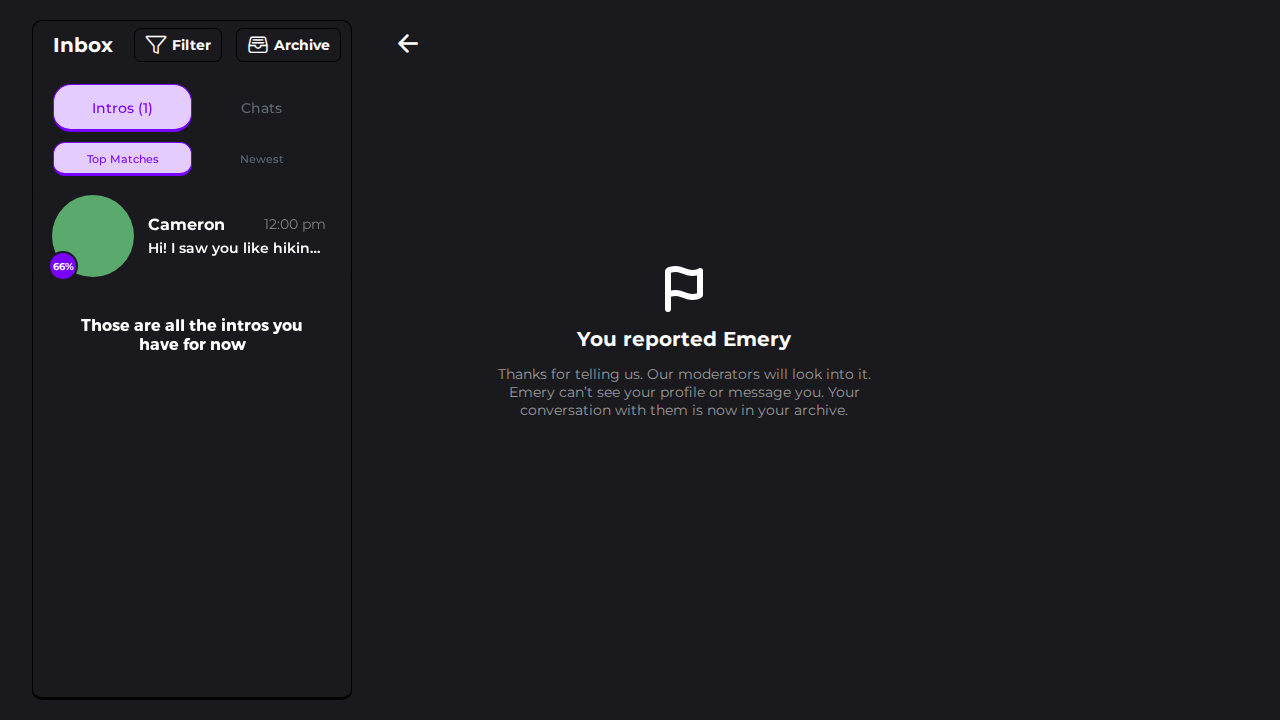 Inbox
Filter
Archive
Intros (1)
Chats
Top Matches
Newest
Cameron
12:00 pm
Hi! I saw you like hikin...
66%
Those are all the intros you
have for now
You reported Emery
Thanks for telling us. Our moderators will look into it.
Emery can’t see your profile or message you. Your
conversation with them is now in your archive.